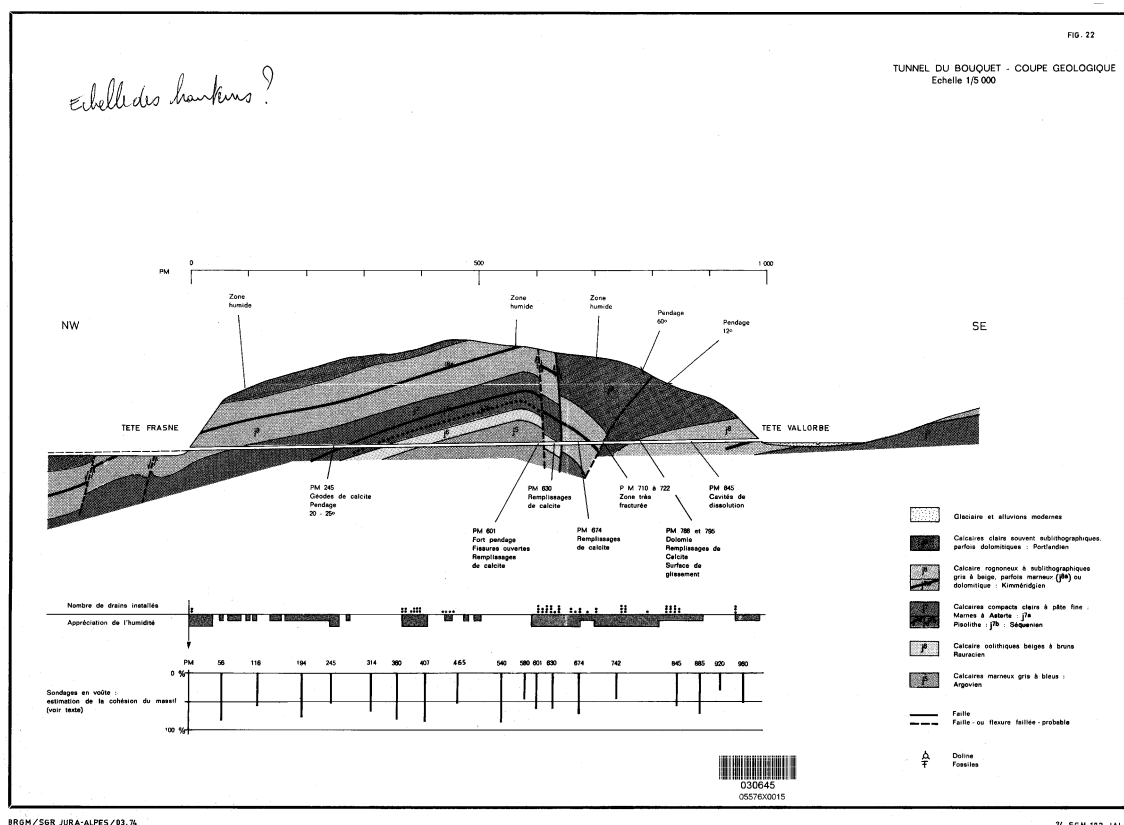 FIG. 22
TUNNEL DU BOUQUET - COUPE GEOLOGIQUE
Echelle 1/5 000
Echelle des hauteurs ?
0 500 1 000
PM
Zone humide
Zone humide
Zone humide
Pendage 60°
Pendage 12°
NW
SE
TETE FRASNE
TETE VALLORBE
PM 245
Géodes de calcite
Pendage
20 - 25°
PM 601
Fort pendage
Fissures ouvertes
Remplissages
de calcite
PM 630
Remplissages
de calcite
PM 674
Remplissages
de calcite
P M 710 à 722
Zone très
fracturée
PM 788 et 795
Dolomie
Remplissages de
Calcite
Surface de
glissement
PM 845
Cavités de
dissolution
Glaciaire et alluvions modernes
Calcaires clairs souvent sublithographiques,
parfois dolomitiques : Portlandien
Calcaire rognoneux à sublithographiques
gris à beige, parfois marneux (j8a) ou
dolomitique : Kimméridgien
Calcaires compacts clairs à pâte fine :
Marnes à Astarte : j7a
Pisolithe : j7b : Séquanien
Calcaire oolithiques beiges à bruns
Rauracien
Calcaires marneux gris à bleus :
Argovien
Faille
Faille - ou flexure faillée - probable
Doline
Fossiles
Nombre de drains installés
Appréciation de l'humidité
PM 56 116 194 245 314 360 407 465 540 580 601 630 674 742 845 885 920 960
0 %
Sondages en voûte :
estimation de la cohésion du massif
(voir texte)
100 %
030645
05576X0015
BRGM/SGR JURA-ALPES/03.74